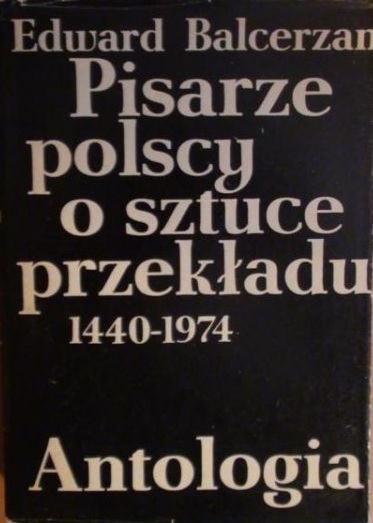 Edward Balcerzan
Pisarze
polscy
o sztuce
przekładu
1440-1974
Antologia